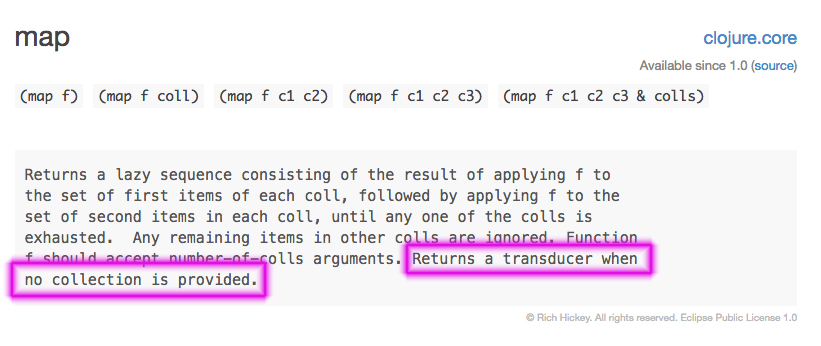 map
clojure.core
Available since 1.0 (source)
(map f) (map f coll) (map f c1 c2) (map f c1 c2 c3) (map f c1 c2 c3 & colls)
Returns a lazy sequence consisting of the result of applying f to
the set of first items of each coll, followed by applying f to the
set of second items in each coll, until any one of the colls is
exhausted.  Any remaining items in other colls are ignored. Function
f should accept number-of-colls arguments. Returns a transducer when
no collection is provided.
© Rich Hickey. All rights reserved. Eclipse Public License 1.0